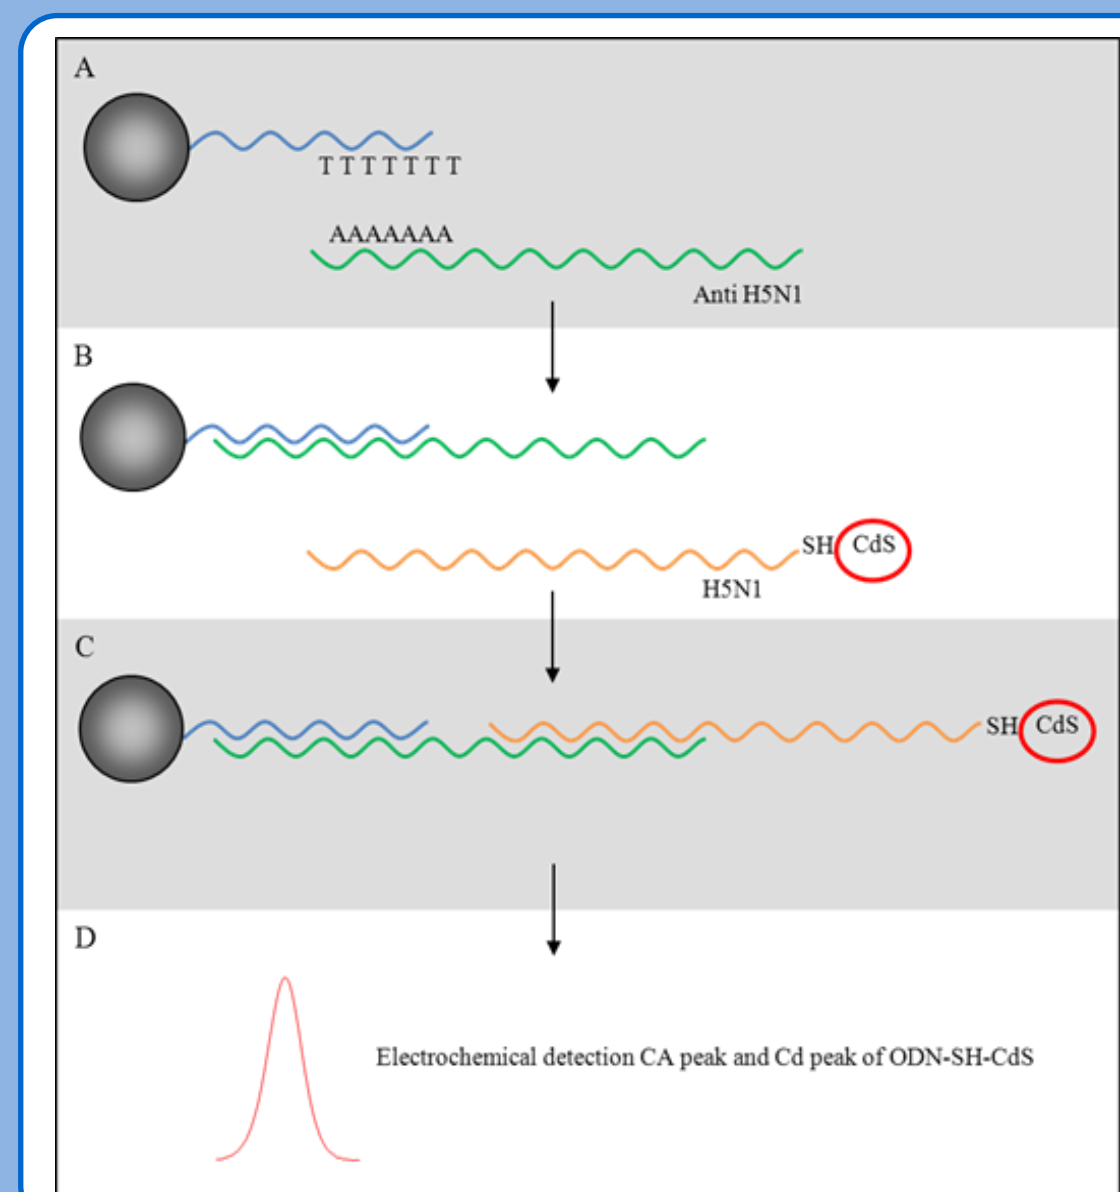 A
T T T T T T T
AAAAAAA
Anti H5N1
B
SH CdS
H5N1
C
SH CdS
D
Electrochemical detection CA peak and Cd peak of ODN-SH-CdS